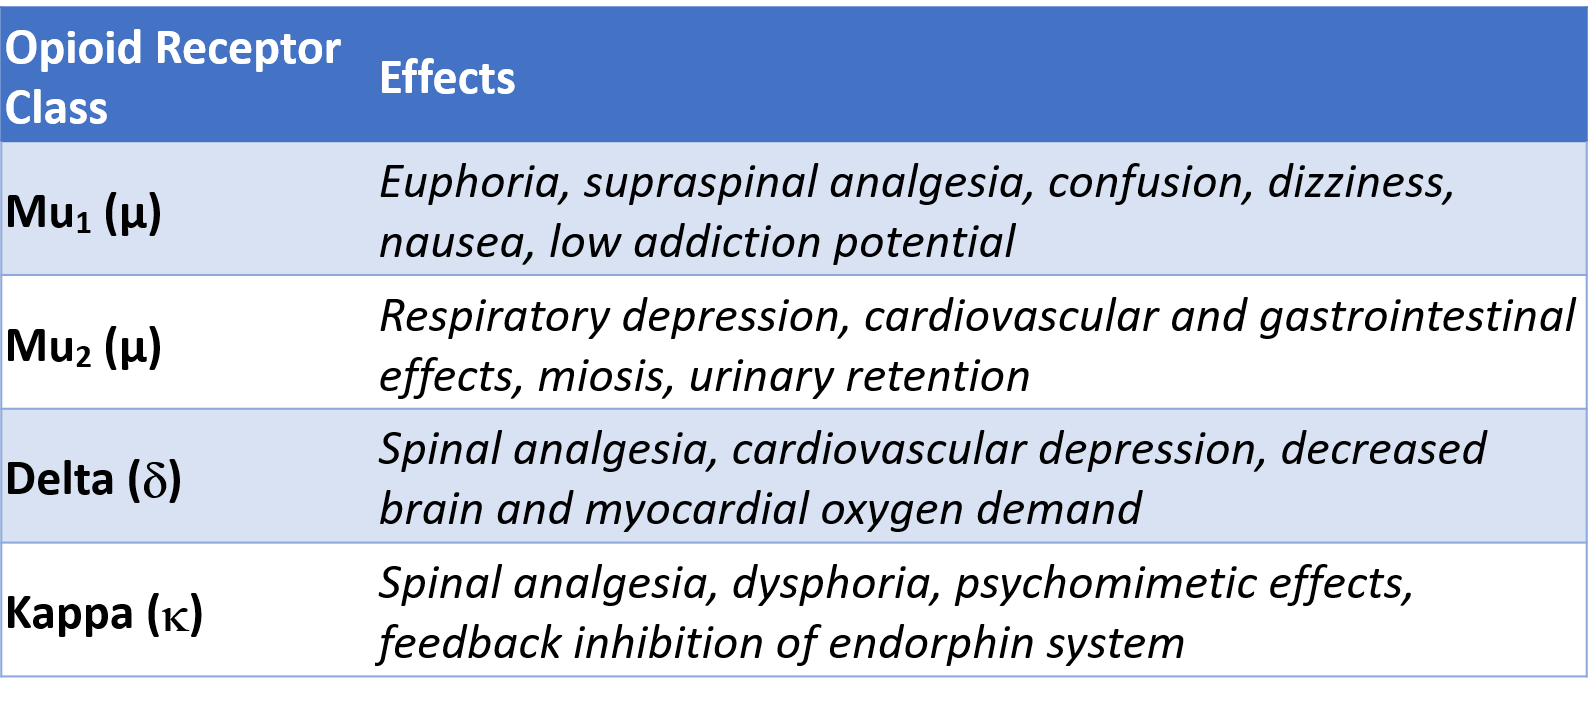 Opioid Receptor
Class
Effects
Mu₁ (μ)
Euphoria, supraspinal analgesia, confusion, dizziness,
nausea, low addiction potential
Mu₂ (μ)
Respiratory depression, cardiovascular and gastrointestinal
effects, miosis, urinary retention
Delta (δ)
Spinal analgesia, cardiovascular depression, decreased
brain and myocardial oxygen demand
Kappa (κ)
Spinal analgesia, dysphoria, psychomimetic effects,
feedback inhibition of endorphin system